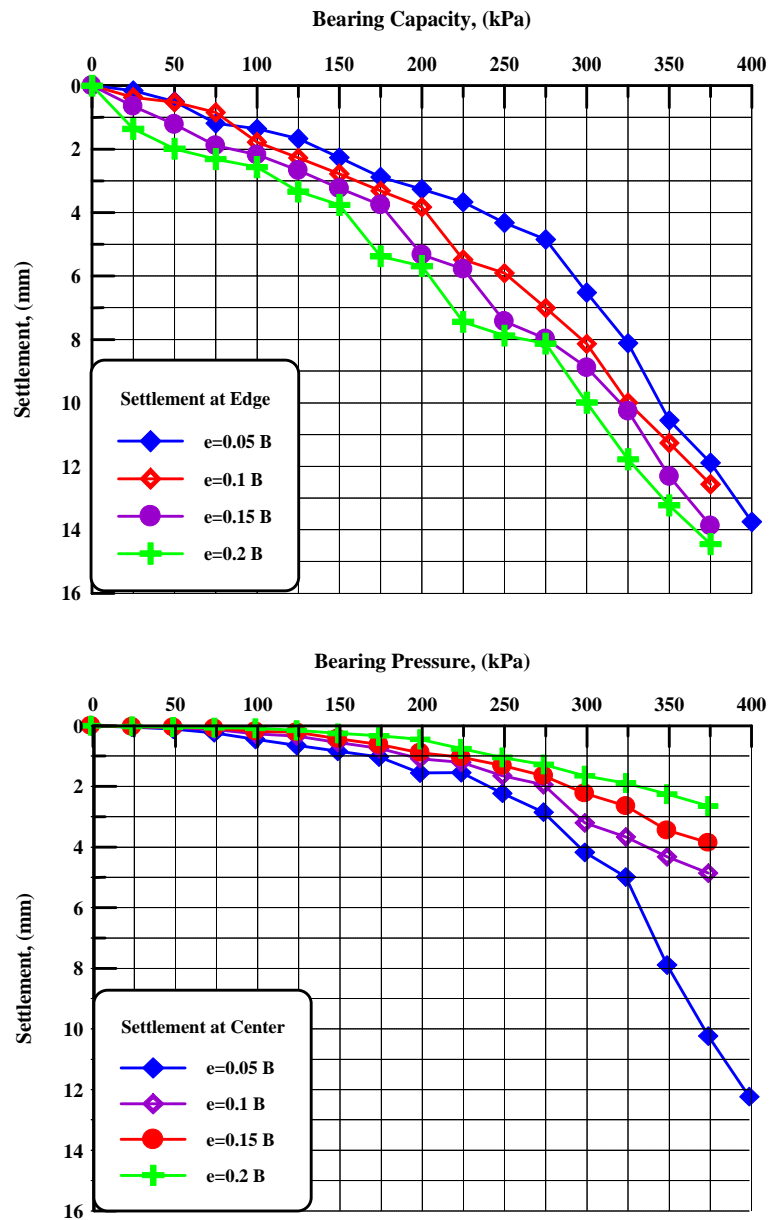 Bearing Capacity, (kPa)
0 50 100 150 200 250 300 350 400
0
2
4
6
8
10
12
14
16
Settlement, (mm)
Settlement at Edge
e=0.05 B
e=0.1 B
e=0.15 B
e=0.2 B
Bearing Pressure, (kPa)
0 50 100 150 200 250 300 350 400
0
2
4
6
8
10
12
14
16
Settlement, (mm)
Settlement at Center
e=0.05 B
e=0.1 B
e=0.15 B
e=0.2 B